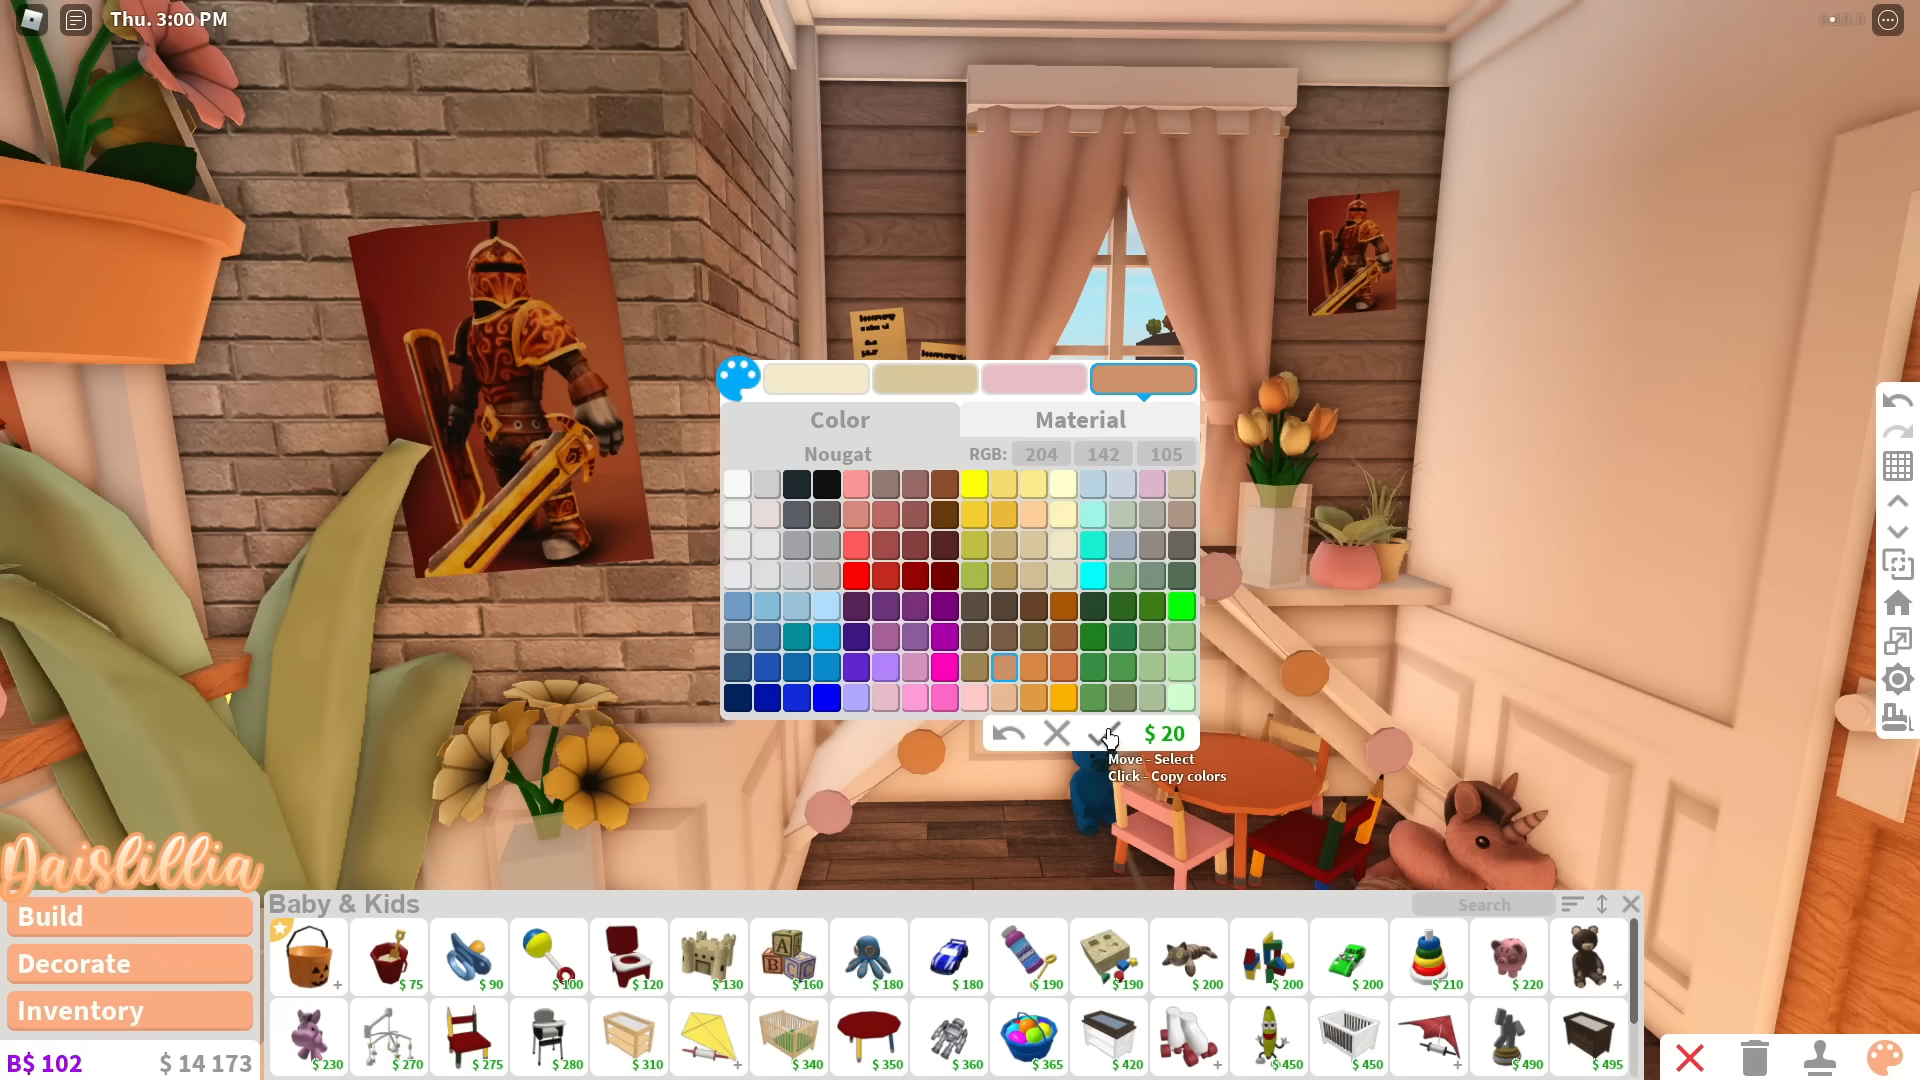 Thu. 3:00 PM
Color
Material
Nougat
RGB: 204 142 105
$ 20
Move - Select
Click - Copy colors
Daislillia
Build
Decorate
Inventory
B$ 102
$ 14 173
Baby & Kids
Search
$ 75
$ 90
$ 100
$ 120
$ 130
$ 160
$ 180
$ 180
$ 190
$ 190
$ 200
$ 200
$ 200
$ 210
$ 220
$ 230
$ 270
$ 275
$ 280
$ 310
$ 340
$ 350
$ 360
$ 365
$ 420
$ 450
$ 450
$ 490
$ 495